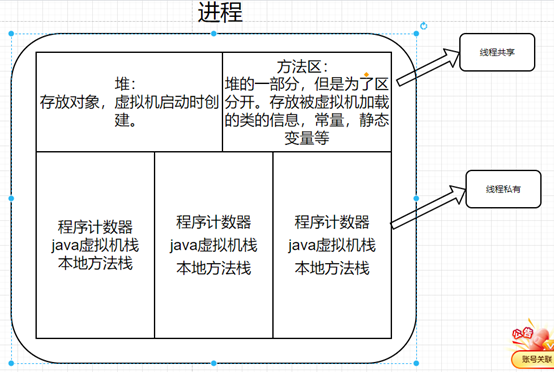 进程
堆：
存放对象，虚拟机启动时创
建。
方法区：
堆的一部分，但是为了区
分开。存放被虚拟机加载
的类的信息，常量，静态
变量等
线程共享
程序计数器
java虚拟机栈
本地方法栈
程序计数器
java虚拟机栈
本地方法栈
程序计数器
java虚拟机栈
本地方法栈
线程私有
公告
账号关联